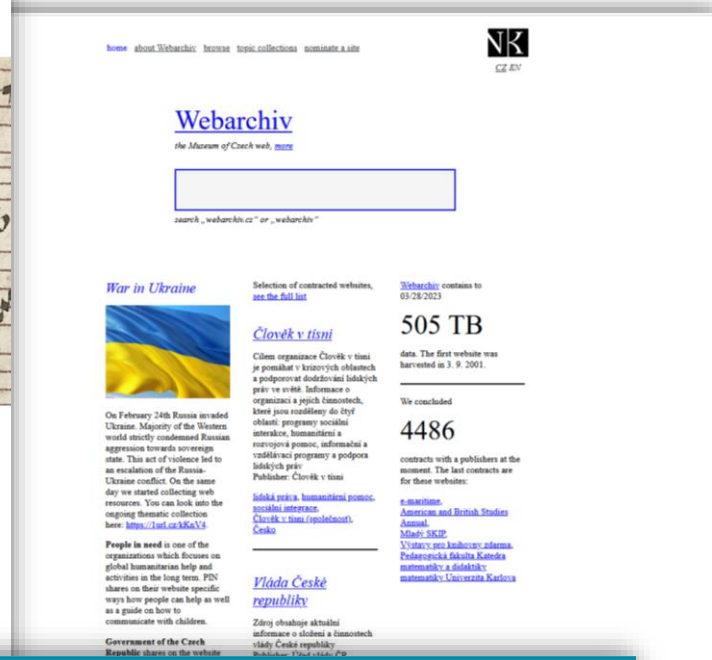 home about Webarchiv browse topic collections nominate a site
NK
CZ EN
Webarchiv
the Museum of Czech web, more
search „webarchiv.cz" or „webarchiv"
War in Ukraine
On February 24th Russia invaded
Ukraine. Majority of the Western
world strictly condemned Russian
aggression towards sovereign
state. This act of violence led to
an escalation of the Russia-
Ukraine conflict. On the same
day we started collecting web
resources. You can look into the
ongoing thematic collection
here: https://1url.cz/kKnV4.
People in need is one of the
organizations which focuses on
global humanitarian help and
activities in the long term. PIN
shares on their website specific
ways how people can help as well
as a guide on how to
communicate with children.
Government of the Czech
Republic shares on the website
Selection of contracted websites,
see the full list
Člověk v tísni
Cílem organizace Člověk v tísni
je pomáhat v krizových oblastech
a podporovat dodržování lidských
práv ve světě. Informace o
organizaci a jejích činnostech,
které jsou rozděleny do čtyř
oblastí: programy sociální
interakce, humanitární a
rozvojová pomoc, informační a
vzdělávací programy a podpora
lidských práv
Publisher: Člověk v tísni
lidská práva, humanitární pomoc,
sociální integrace,
Člověk v tísni (společnost),
Česko
Vláda České
republiky
Zdroj obsahuje aktuální
informace o složení a činnostech
vlády České republiky
Publisher: Úřad vlády ČR
Webarchiv contains to
03/28/2023
505 TB
data. The first website was
harvested in 3. 9. 2001.
We concluded
4486
contracts with a publishers at the
moment. The last contracts are
for these websites:
e-maritime,
American and British Studies
Annual,
Mladý SKIP,
Výstavy pro knihovny zdarma,
Pedagogická fakulta Katedra
matematiky a didaktiky
matematiky Univerzita Karlova